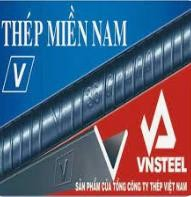 THÉP MIỀN NAM
V
V
VNSTEEL
SẢN PHẨM CỦA TỔNG CÔNG TY THÉP VIỆT NAM